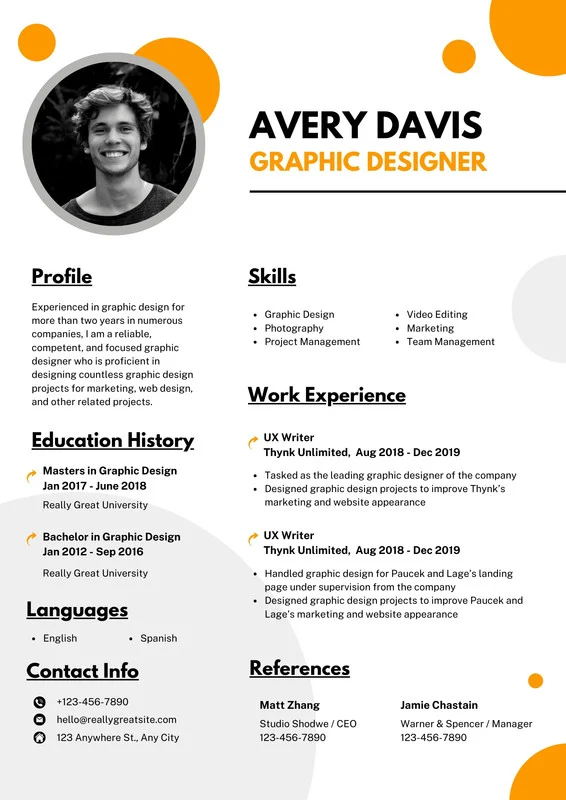 AVERY DAVIS
GRAPHIC DESIGNER
Profile
Experienced in graphic design for
more than two years in numerous
companies, I am a reliable,
competent, and focused graphic
designer who is proficient in
designing countless graphic design
projects for marketing, web design,
and other related projects.
Education History
Masters in Graphic Design
Jan 2017 - June 2018
Really Great University
Bachelor in Graphic Design
Jan 2012 - Sep 2016
Really Great University
Languages
• English
• Spanish
Contact Info
+123-456-7890
hello@reallygreatsite.com
123 Anywhere St., Any City
Skills
• Graphic Design
• Photography
• Project Management
• Video Editing
• Marketing
• Team Management
Work Experience
UX Writer
Thynk Unlimited, Aug 2018 - Dec 2019
• Tasked as the leading graphic designer of the company
• Designed graphic design projects to improve Thynk's
marketing and website appearance
UX Writer
Thynk Unlimited, Aug 2018 - Dec 2019
• Handled graphic design for Paucek and Lage's landing
page under supervision from the company
• Designed graphic design projects to improve Paucek and
Lage's marketing and website appearance
References
Matt Zhang
Studio Shodwe / CEO
123-456-7890
Jamie Chastain
Warner & Spencer / Manager
123-456-7890